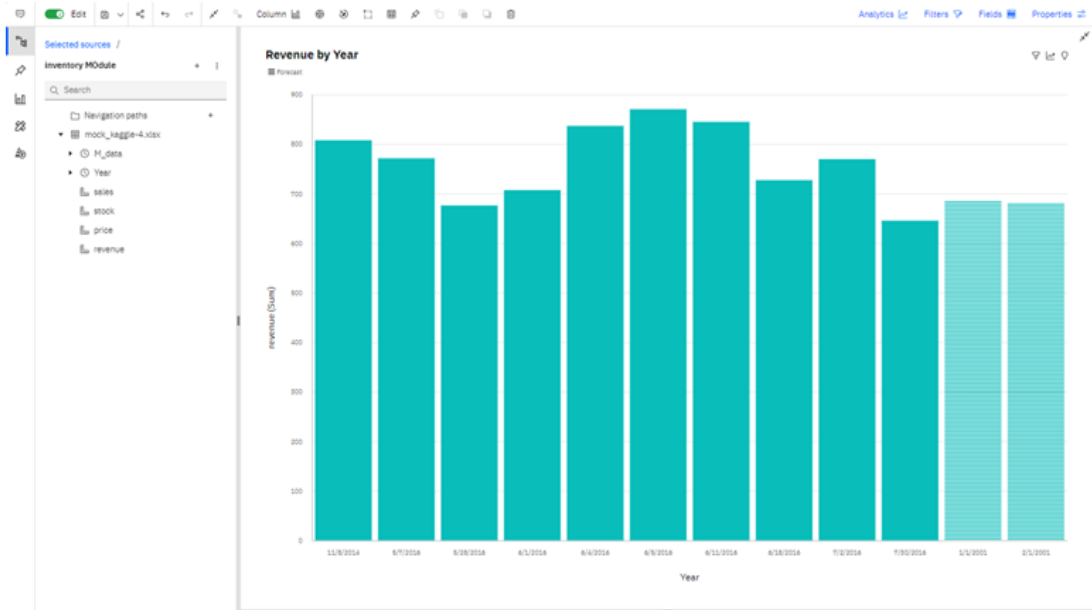 Edit
Column
Analytics
Filters
Fields
Properties
Selected sources /
inventory MOdule
Search
Navigation paths
mock_kaggle-4.xlsx
M_data
Year
sales
stock
price
revenue
Revenue by Year
Forecast
900
800
700
600
500
400
300
200
100
0
revenue (Sum)
11/8/2014 5/7/2016 5/28/2016 6/1/2016 6/4/2016 6/5/2016 6/11/2016 6/18/2016 7/2/2016 7/30/2016 1/1/2001 2/1/2001
Year